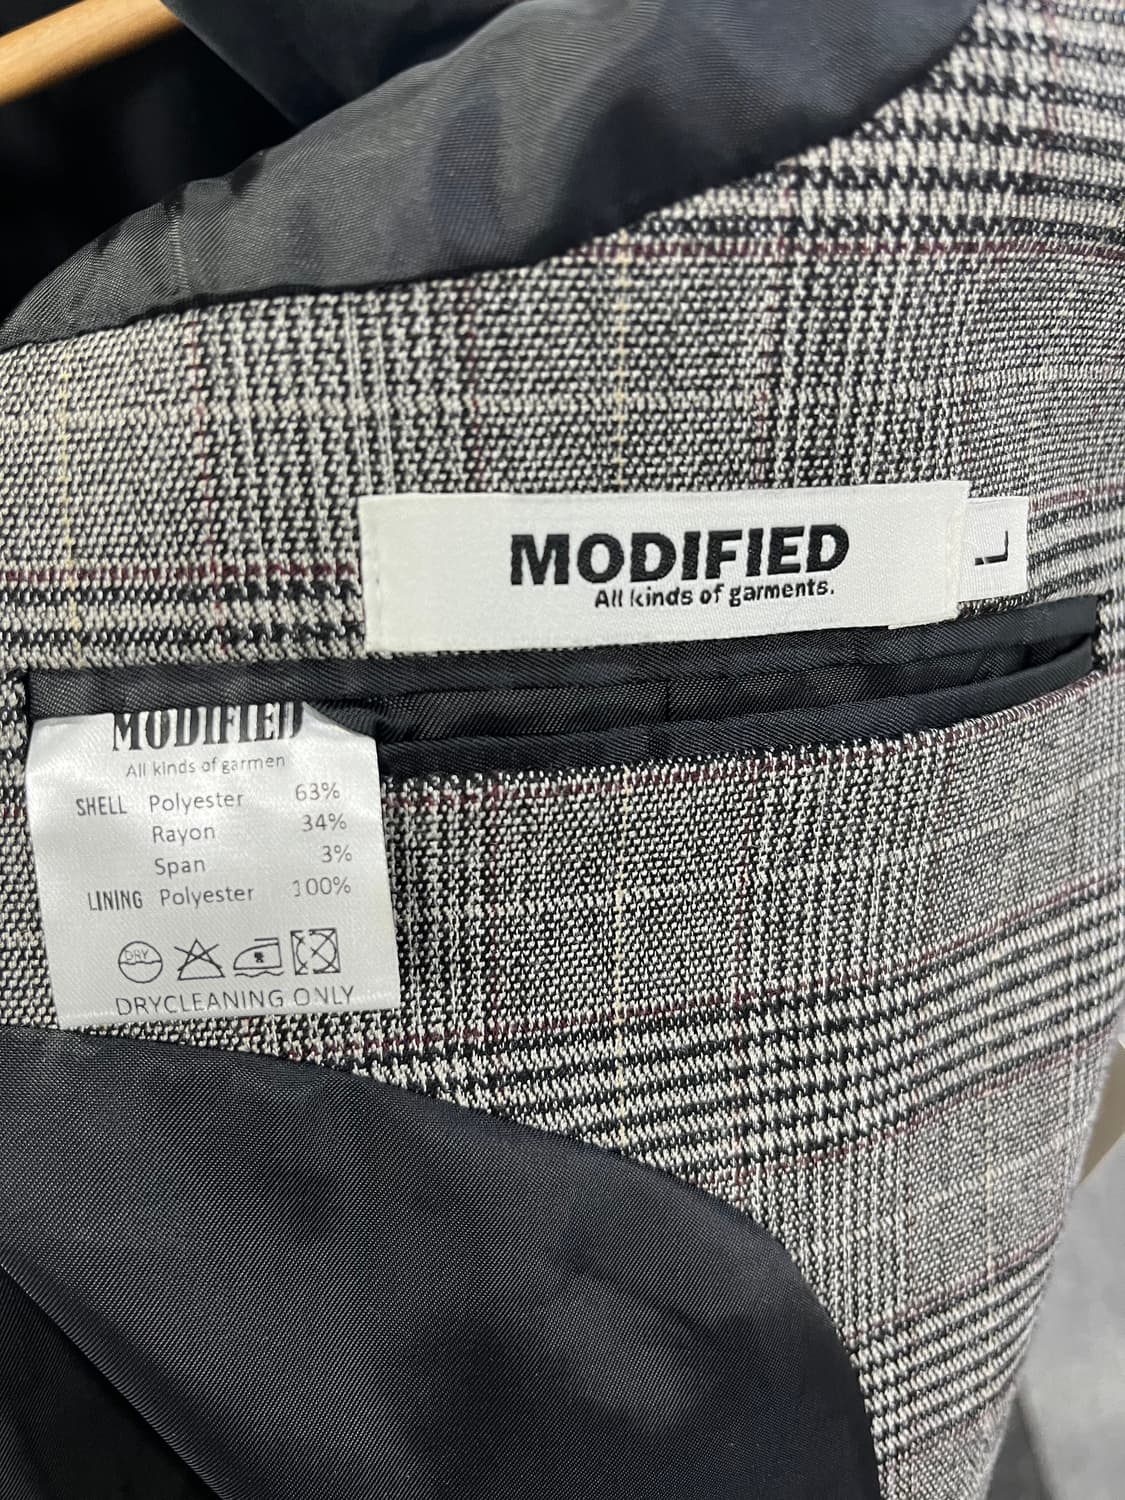 MODIFIED
All kinds of garments.
L
MODIFIED
All kinds of garmen
SHELL Polyester 63%
Rayon 34%
Span 3%
LINING Polyester 100%
DRY
DRYCLEANING ONLY